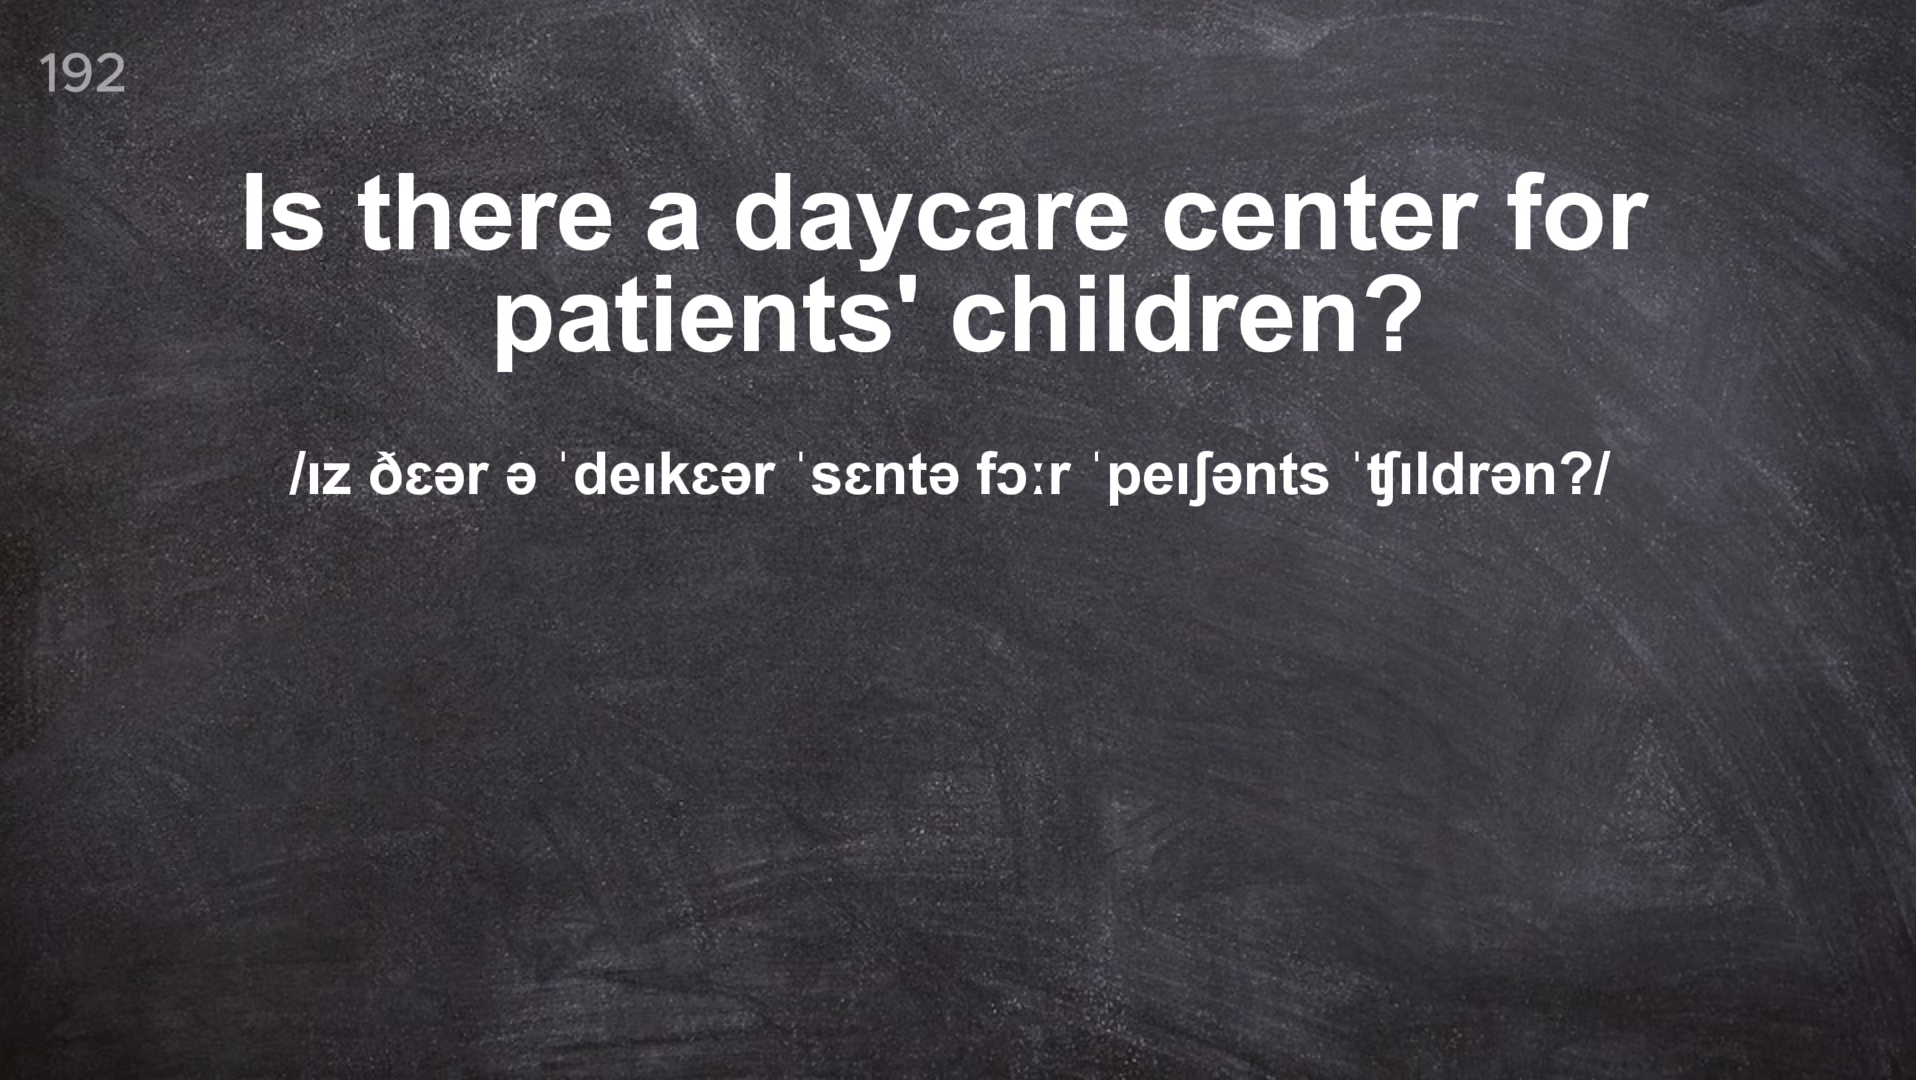 192
Is there a daycare center for
patients' children?
/ɪz ðɛər ə ˈdeɪkɛər ˈsɛntə fɔːr ˈpeɪʃənts ˈʧɪldrən?/